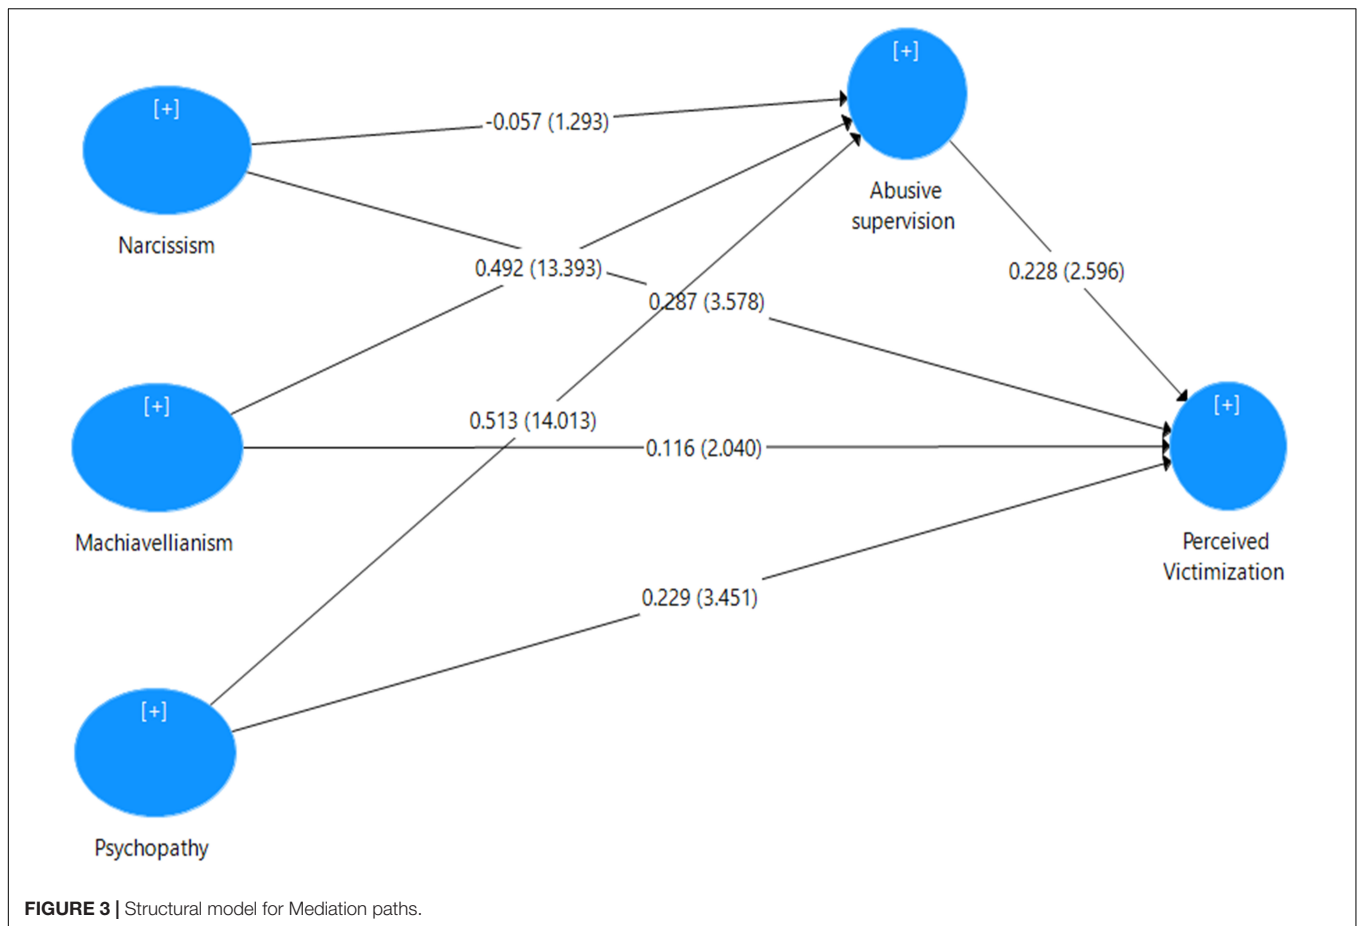 [+]
[+]
-0.057 (1.293)
Narcissism
Abusive
supervision
0.492 (13.393)
0.228 (2.596)
0.287 (3.578)
[+]
[+]
0.513 (14.013)
0.116 (2.040)
Machiavellianism
Perceived
Victimization
0.229 (3.451)
[+]
Psychopathy
FIGURE 3 | Structural model for Mediation paths.